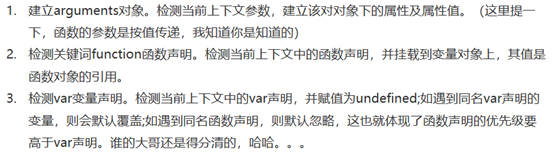 1. 建立arguments对象。检测当前上下文参数，建立该对对象下的属性及属性值。（这里提一
下，函数的参数是按值传递，我知道你是知道的）
2. 检测关键词function函数声明。检测当前上下文中的函数声明，并挂载到变量对象上，其值是
函数对象的引用。
3. 检测var变量声明。检测当前上下文中的var声明，并赋值为undefined;如遇到同名var声明的
变量，则会默认覆盖;如遇到同名函数声明，则默认忽略，这也就体现了函数声明的优先级要
高于var声明。谁的大哥还是得分清的，哈哈。。。